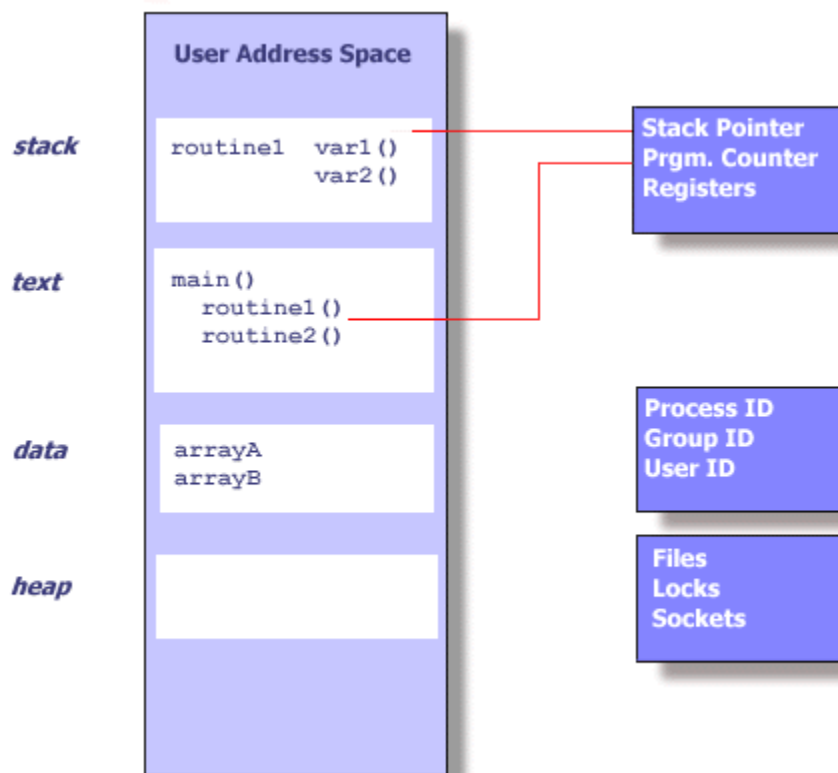 User Address Space
stack
routine1 var1()
var2()
text
main()
routine1()
routine2()
data
arrayA
arrayB
heap
Stack Pointer
Prgm. Counter
Registers
Process ID
Group ID
User ID
Files
Locks
Sockets